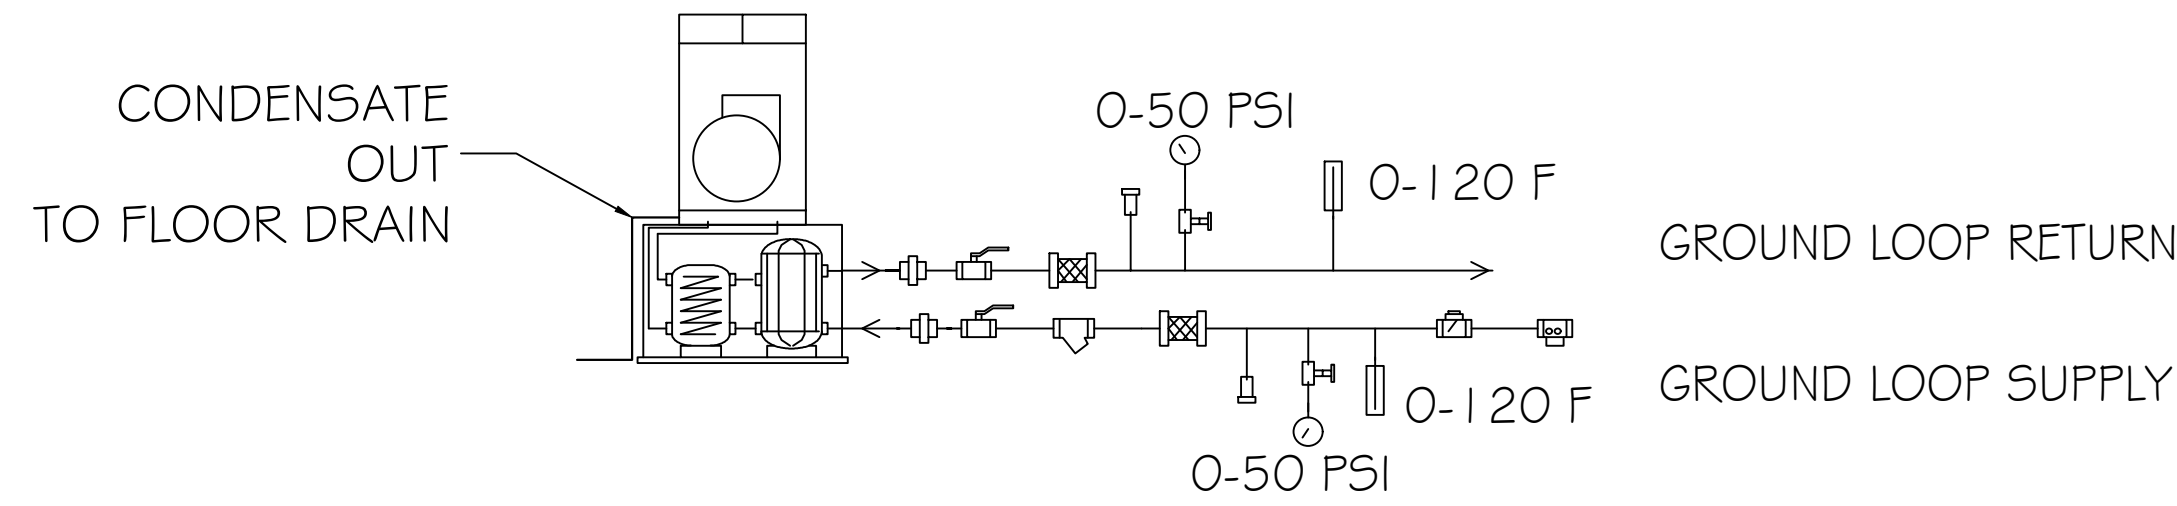 CONDENSATE
OUT
TO FLOOR DRAIN
0-50 PSI
0-120 F
GROUND LOOP RETURN
GROUND LOOP SUPPLY
0-120 F
0-50 PSI